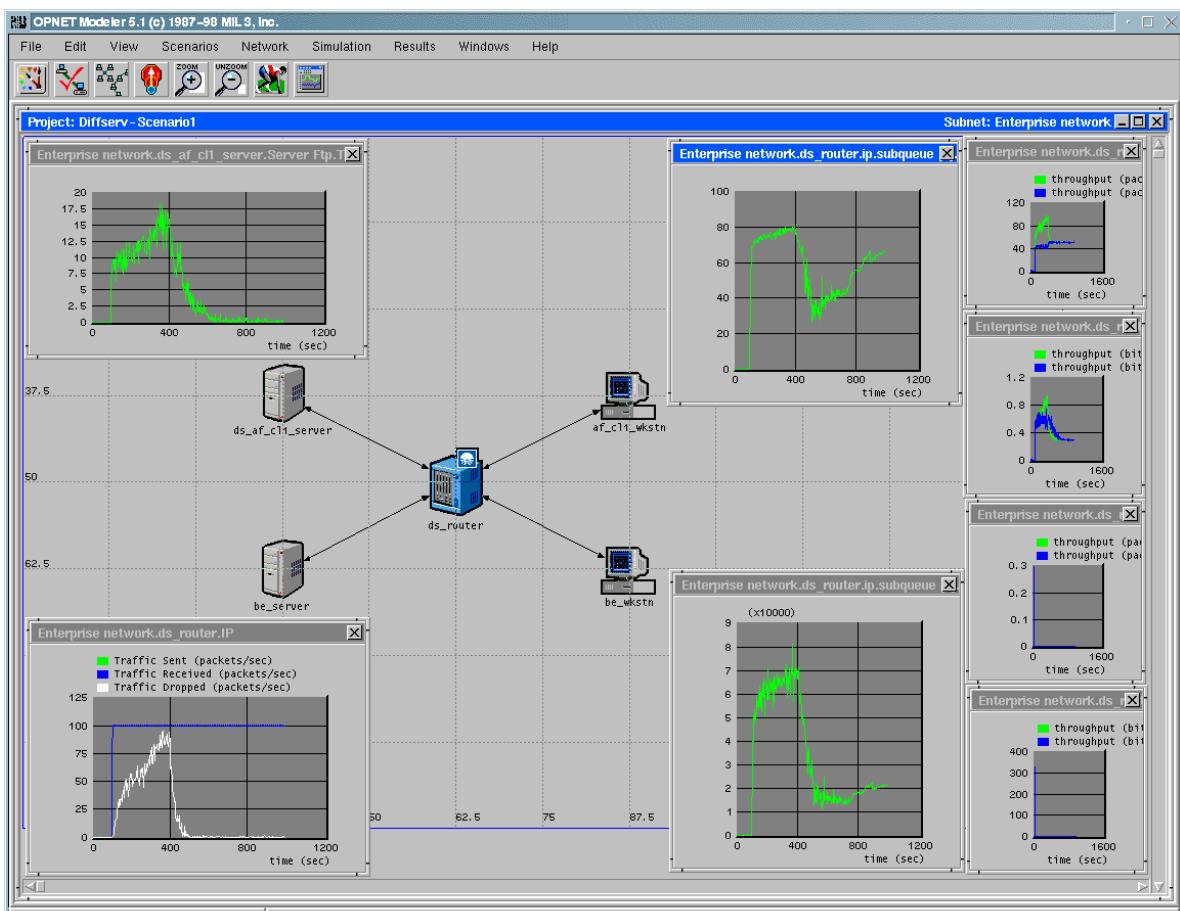 OPNET Modeler 5.1 (c) 1987-98 MIL 3, Inc.
File Edit View Scenarios Network Simulation Results Windows Help
ZOOM UNZOOM
Project: Diffserv - Scenario1 Subnet: Enterprise network
Enterprise network.ds_af_cl1_server.Server Ftp.T
20
17.5
15
12.5
10
7.5
5
2.5
0
0 400 800 1200
time (sec)
Enterprise network.ds_router.ip.subqueue
100
80
60
40
20
0
0 400 800 1200
time (sec)
Enterprise network.ds_r
throughput (pac
throughput (pac
120
80
40
0
0 1600
time (sec)
Enterprise network.ds_r
throughput (bit
throughput (bit
1.2
0.8
0.4
0
0 1600
time (sec)
37.5
ds_af_cl1_server
af_cl1_wkstn
50
ds_router
62.5
be_server
be_wkstn
Enterprise network.ds_router.IP
Traffic Sent (packets/sec)
Traffic Received (packets/sec)
Traffic Dropped (packets/sec)
125
100
75
50
25
0
0 400 800 1200
time (sec)
50 62.5 75 87.5
Enterprise network.ds_router.ip.subqueue
(x10000)
9
8
7
6
5
4
3
2
1
0
0 400 800 1200
time (sec)
Enterprise network.ds_r
throughput (pac
throughput (pac
0.3
0.2
0.1
0
0 1600
time (sec)
Enterprise network.ds_r
throughput (bit
throughput (bit
400
300
200
100
0
0 1600
time (sec)